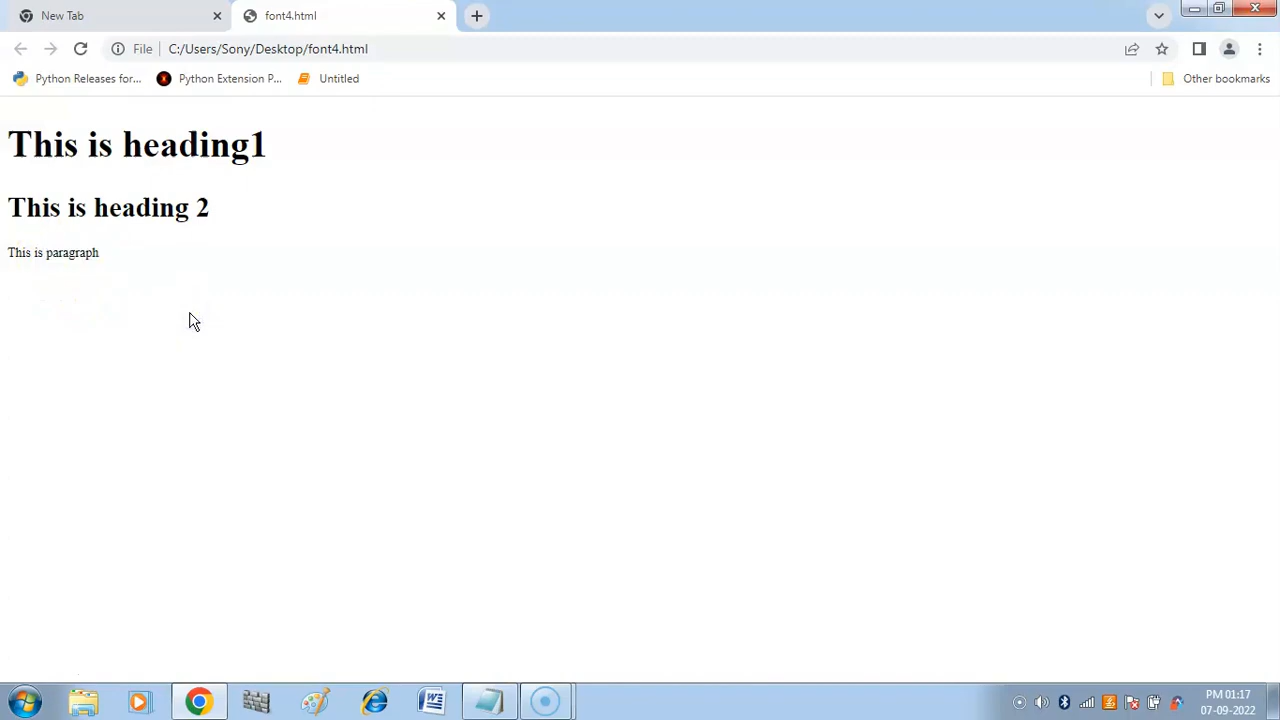 New Tab
font4.html
File
C:/Users/Sony/Desktop/font4.html
Python Releases for...
Python Extension P...
Untitled
Other bookmarks
This is heading1
This is heading 2
This is paragraph
PM 01:17
07-09-2022